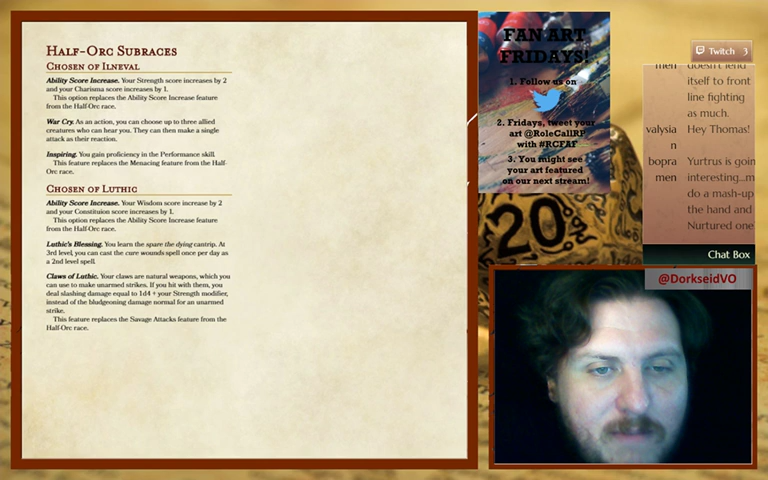 HALF-ORC SUBRACES
CHOSEN OF ILNEVAL
Ability Score Increase. Your Strength score increases by 2
and your Charisma score increases by 1.
This option replaces the Ability Score Increase feature
from the Half-Orc race.
War Cry. As an action, you can choose up to three allied
creatures who can hear you. They can then make a single
attack as their reaction.
Inspiring. You gain proficiency in the Performance skill.
This feature replaces the Menacing feature from the Half-
Orc race.
CHOSEN OF LUTHIC
Ability Score Increase. Your Wisdom score increase by 2
and your Constituion score increases by 1.
This option replaces the Ability Score Increase feature
from the Half-Orc race.
Luthic's Blessing. You learn the spare the dying cantrip. At
3rd level, you can cast the cure wounds spell once per day as
a 2nd level spell.
Claws of Luthic. Your claws are natural weapons, which you
can use to make unarmed strikes. If you hit with them, you
deal slashing damage equal to 1d4 + your Strength modifier,
instead of the bludgeoning damage normal for an unarmed
strike.
This feature replaces the Savage Attacks feature from the
Half-Orc race.
FAN ART
FRIDAYS!
1. Follow us on
2. Fridays, tweet your
art @RoleCallRP
with #RCFAF
3. You might see
your art featured
on our next stream!
20
Twitch 3
men doesn't lend
itself to front
line fighting
as much.
valysia Hey Thomas!
n
bopra Yurtrus is goin
men interesting...m
do a mash-up
the hand and
Nurtured one
Chat Box
@DorkseidVO